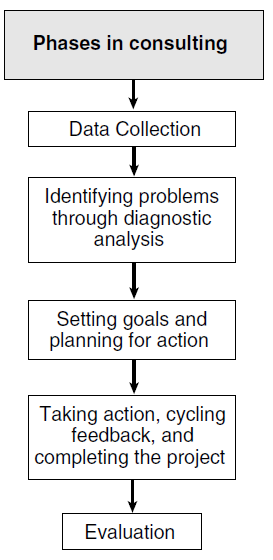 Phases in consulting
Data Collection
Identifying problems
through diagnostic
analysis
Setting goals and
planning for action
Taking action, cycling
feedback, and
completing the project
Evaluation